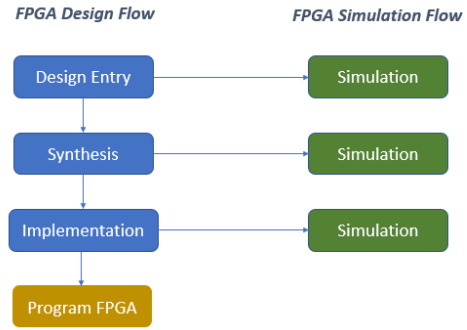 FPGA Design Flow
FPGA Simulation Flow
Design Entry
Simulation
Synthesis
Simulation
Implementation
Simulation
Program FPGA